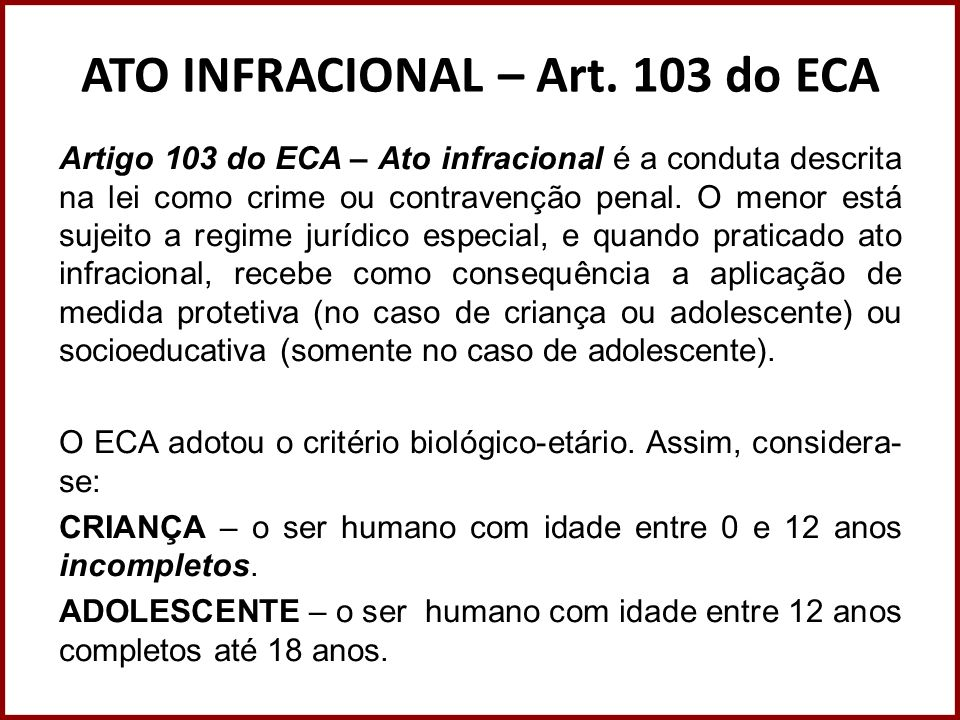 ATO INFRACIONAL – Art. 103 do ECA
Artigo 103 do ECA – Ato infracional é a conduta descrita
na lei como crime ou contravenção penal. O menor está
sujeito a regime jurídico especial, e quando praticado ato
infracional, recebe como consequência a aplicação de
medida protetiva (no caso de criança ou adolescente) ou
socioeducativa (somente no caso de adolescente).
O ECA adotou o critério biológico-etário. Assim, considera-
se:
CRIANÇA – o ser humano com idade entre 0 e 12 anos
incompletos.
ADOLESCENTE – o ser humano com idade entre 12 anos
completos até 18 anos.